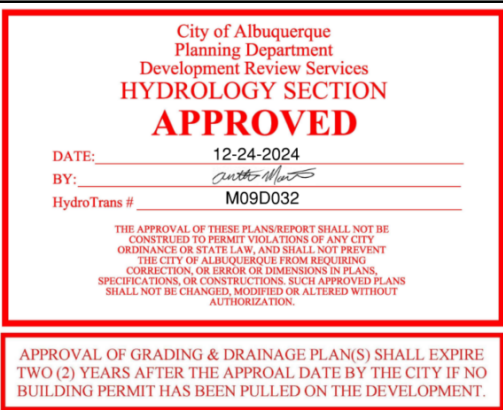 City of Albuquerque
Planning Department
Development Review Services
HYDROLOGY SECTION
APPROVED
DATE: 12-24-2024
BY:
HydroTrans # M09D032
THE APPROVAL OF THESE PLANS/REPORT SHALL NOT BE
CONSTRUED TO PERMIT VIOLATIONS OF ANY CITY
ORDINANCE OR STATE LAW, AND SHALL NOT PREVENT
THE CITY OF ALBUQUERQUE FROM REQUIRING
CORRECTION, OR ERROR OR DIMENSIONS IN PLANS,
SPECIFICATIONS, OR CONSTRUCTIONS. SUCH APPROVED PLANS
SHALL NOT BE CHANGED, MODIFIED OR ALTERED WITHOUT
AUTHORIZATION.
APPROVAL OF GRADING & DRAINAGE PLAN(S) SHALL EXPIRE
TWO (2) YEARS AFTER THE APPROAL DATE BY THE CITY IF NO
BUILDING PERMIT HAS BEEN PULLED ON THE DEVELOPMENT.